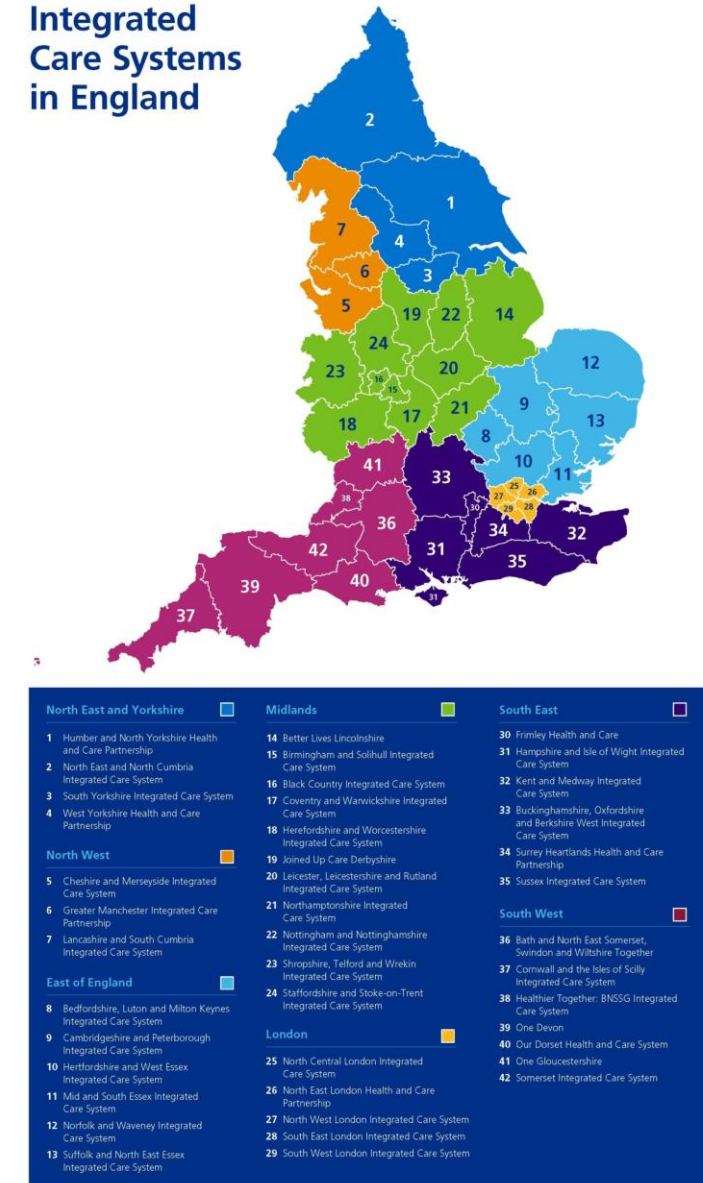 Integrated
Care Systems
in England
2
1
7
4
6
3
5
19
22
14
24
12
23
20
16
15
9
13
18
17
21
8
10
11
41
33
25
27
26
38
30
29
28
36
34
32
42
31
35
39
40
31
37
North East and Yorkshire
1 Humber and North Yorkshire Health
and Care Partnership
2 North East and North Cumbria
Integrated Care System
3 South Yorkshire Integrated Care System
4 West Yorkshire Health and Care
Partnership
North West
5 Cheshire and Merseyside Integrated
Care System
6 Greater Manchester Integrated Care
Partnership
7 Lancashire and South Cumbria
Integrated Care System
East of England
8 Bedfordshire, Luton and Milton Keynes
Integrated Care System
9 Cambridgeshire and Peterborough
Integrated Care System
10 Hertfordshire and West Essex
Integrated Care System
11 Mid and South Essex Integrated
Care System
12 Norfolk and Waveney Integrated
Care System
13 Suffolk and North East Essex
Integrated Care System
Midlands
14 Better Lives Lincolnshire
15 Birmingham and Solihull Integrated
Care System
16 Black Country Integrated Care System
17 Coventry and Warwickshire Integrated
Care System
18 Herefordshire and Worcestershire
Integrated Care System
19 Joined Up Care Derbyshire
20 Leicester, Leicestershire and Rutland
Integrated Care System
21 Northamptonshire Integrated
Care System
22 Nottingham and Nottinghamshire
Integrated Care System
23 Shropshire, Telford and Wrekin
Integrated Care System
24 Staffordshire and Stoke-on-Trent
Integrated Care System
London
25 North Central London Integrated
Care System
26 North East London Health and Care
Partnership
27 North West London Integrated Care System
28 South East London Integrated Care System
29 South West London Integrated Care System
South East
30 Frimley Health and Care
31 Hampshire and Isle of Wight Integrated
Care System
32 Kent and Medway Integrated
Care System
33 Buckinghamshire, Oxfordshire
and Berkshire West Integrated
Care System
34 Surrey Heartlands Health and Care
Partnership
35 Sussex Integrated Care System
South West
36 Bath and North East Somerset,
Swindon and Wiltshire Together
37 Cornwall and the Isles of Scilly
Integrated Care System
38 Healthier Together: BNSSG Integrated
Care System
39 One Devon
40 Our Dorset Health and Care System
41 One Gloucestershire
42 Somerset Integrated Care System